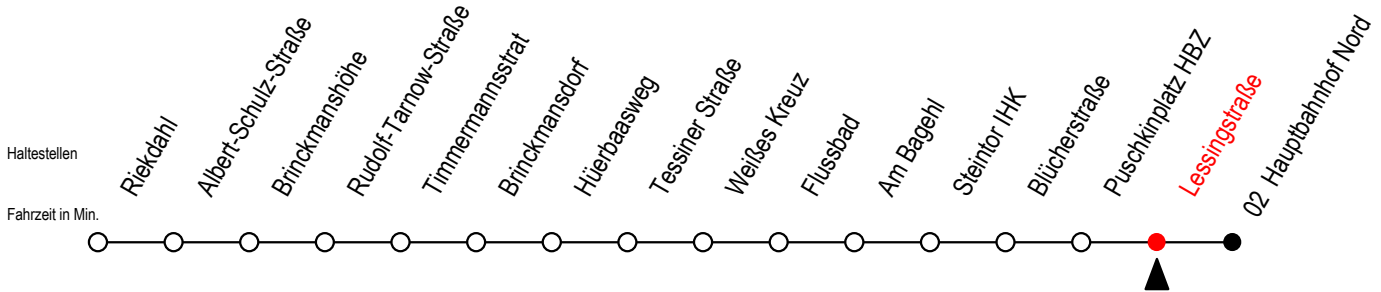 Haltestellen
Riekdahl
Albert-Schulz-Straße
Brinckmanshöhe
Rudolf-Tarnow-Straße
Timmermannsstrat
Brinckmansdorf
Hüerbaasweg
Tessiner Straße
Weißes Kreuz
Flussbad
Am Bagehl
Steintor IHK
Blücherstraße
Puschkinplatz HBZ
Lessingstraße
02 Hauptbahnhof Nord
Fahrzeit in Min.